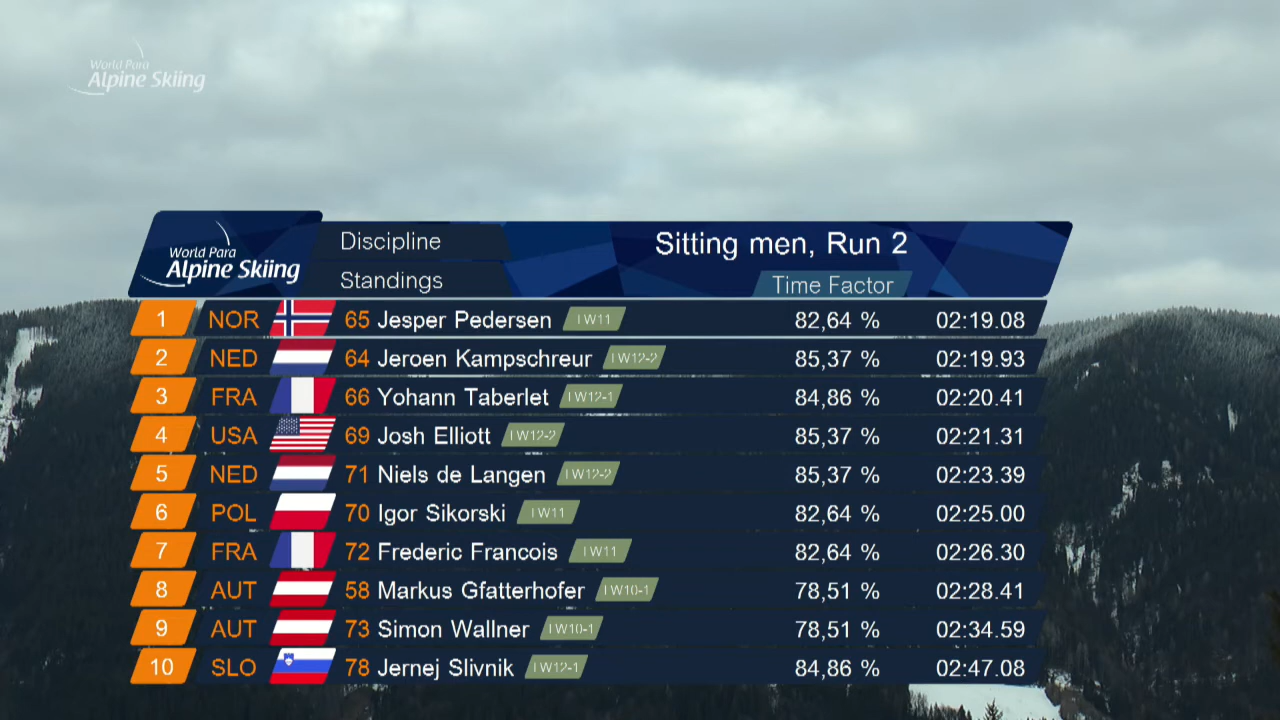 World Para
Alpine Skiing
World Para
Alpine Skiing
Discipline
Sitting men, Run 2
Standings
Time Factor
1 NOR 65 Jesper Pedersen LW11 82,64 % 02:19.08
2 NED 64 Jeroen Kampschreur LW12-2 85,37 % 02:19.93
3 FRA 66 Yohann Taberlet LW12-1 84,86 % 02:20.41
4 USA 69 Josh Elliott LW12-2 85,37 % 02:21.31
5 NED 71 Niels de Langen LW12-2 85,37 % 02:23.39
6 POL 70 Igor Sikorski LW11 82,64 % 02:25.00
7 FRA 72 Frederic Francois LW11 82,64 % 02:26.30
8 AUT 58 Markus Gfatterhofer LW10-1 78,51 % 02:28.41
9 AUT 73 Simon Wallner LW10-1 78,51 % 02:34.59
10 SLO 78 Jernej Slivnik LW12-1 84,86 % 02:47.08